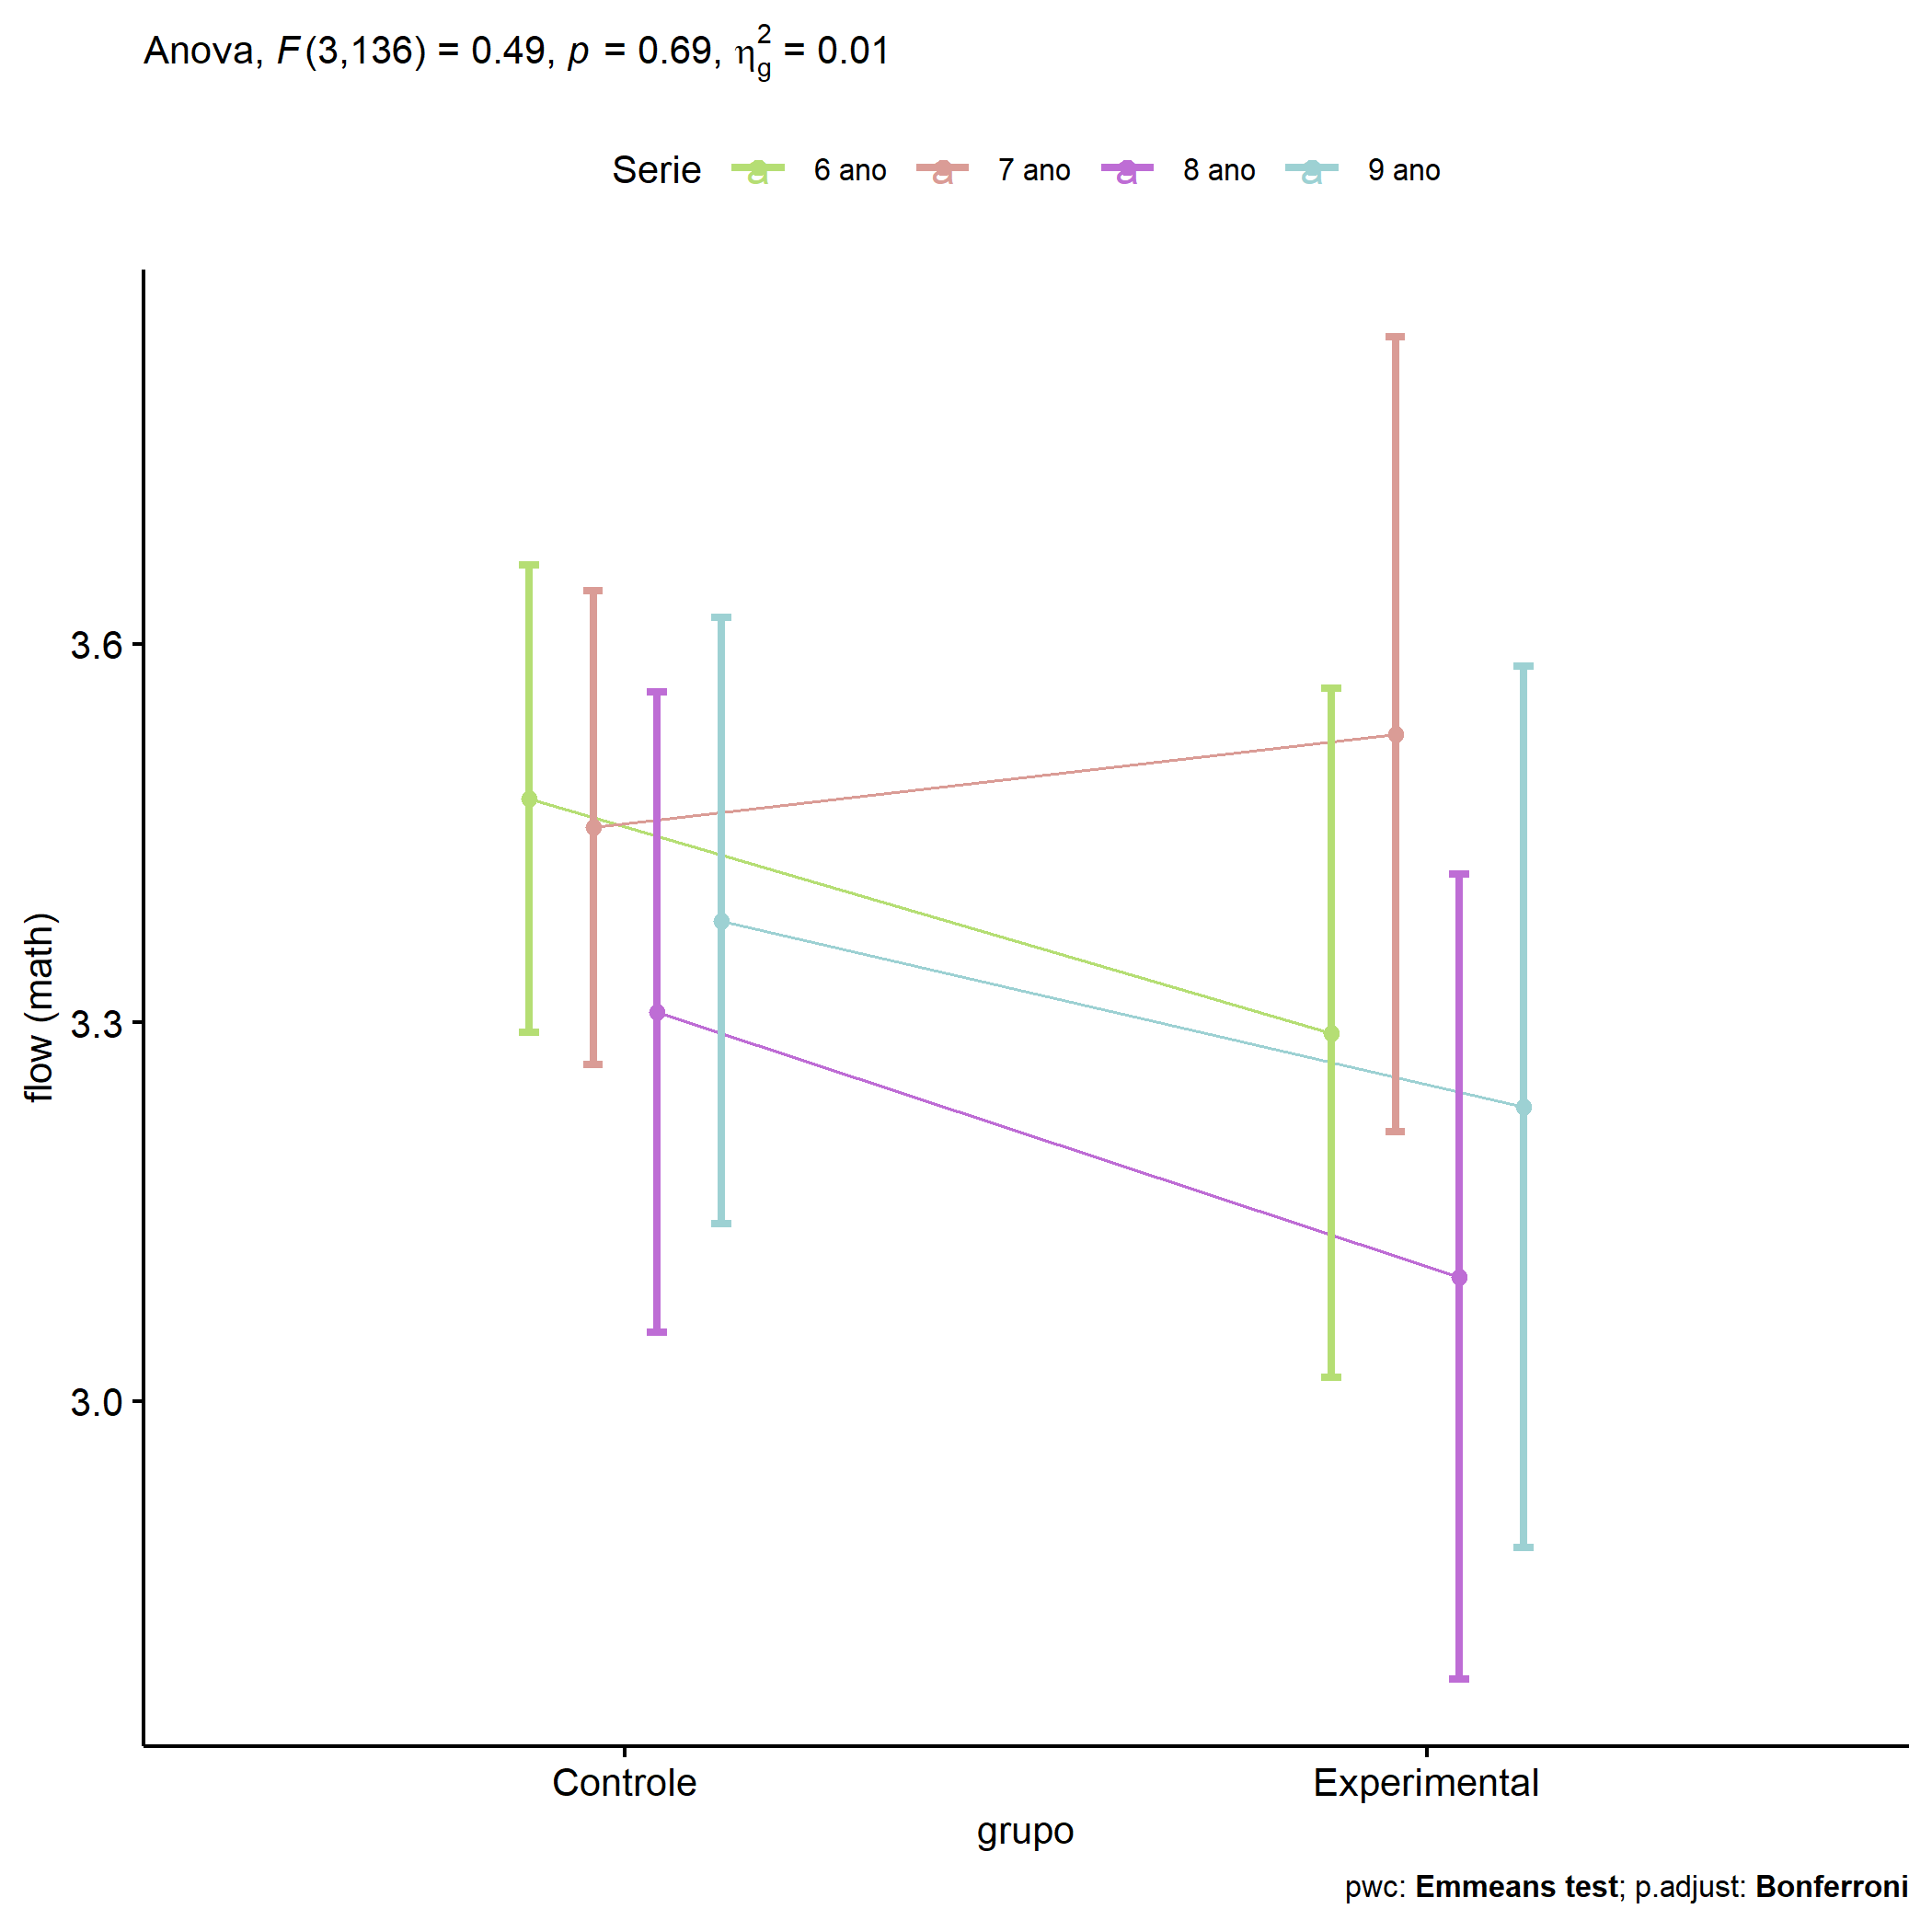 Anova, F(3,136) = 0.49, p = 0.69, η²g = 0.01
Serie a 6 ano a 7 ano a 8 ano a 9 ano
flow (math)
3.6
3.3
3.0
Controle Experimental
grupo
pwc: Emmeans test; p.adjust: Bonferroni